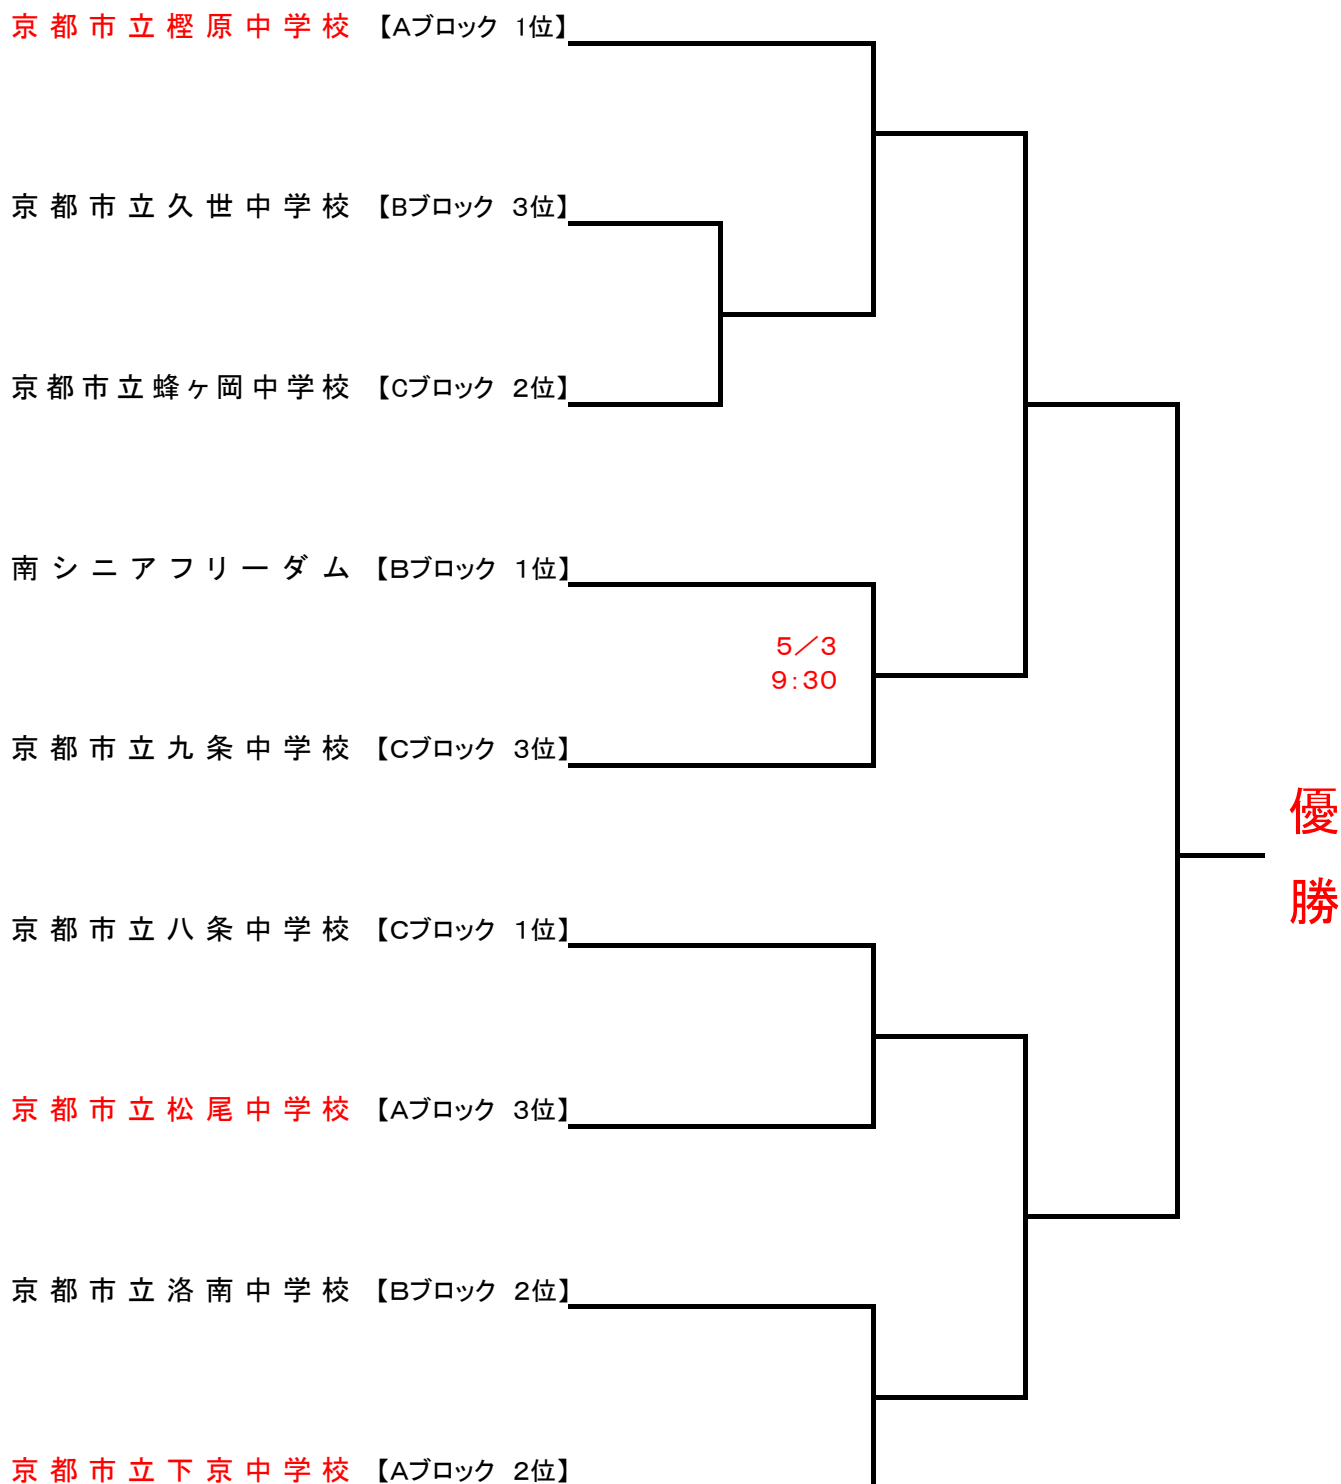 京都市立樫原中学校 【Aブロック 1位】
京都市立久世中学校 【Bブロック 3位】
京都市立蜂ヶ岡中学校 【Cブロック 2位】
南シニアフリーダム 【Bブロック 1位】
5／3
9:30
京都市立九条中学校 【Cブロック 3位】
優
勝
京都市立八条中学校 【Cブロック 1位】
京都市立松尾中学校 【Aブロック 3位】
京都市立洛南中学校 【Bブロック 2位】
京都市立下京中学校 【Aブロック 2位】